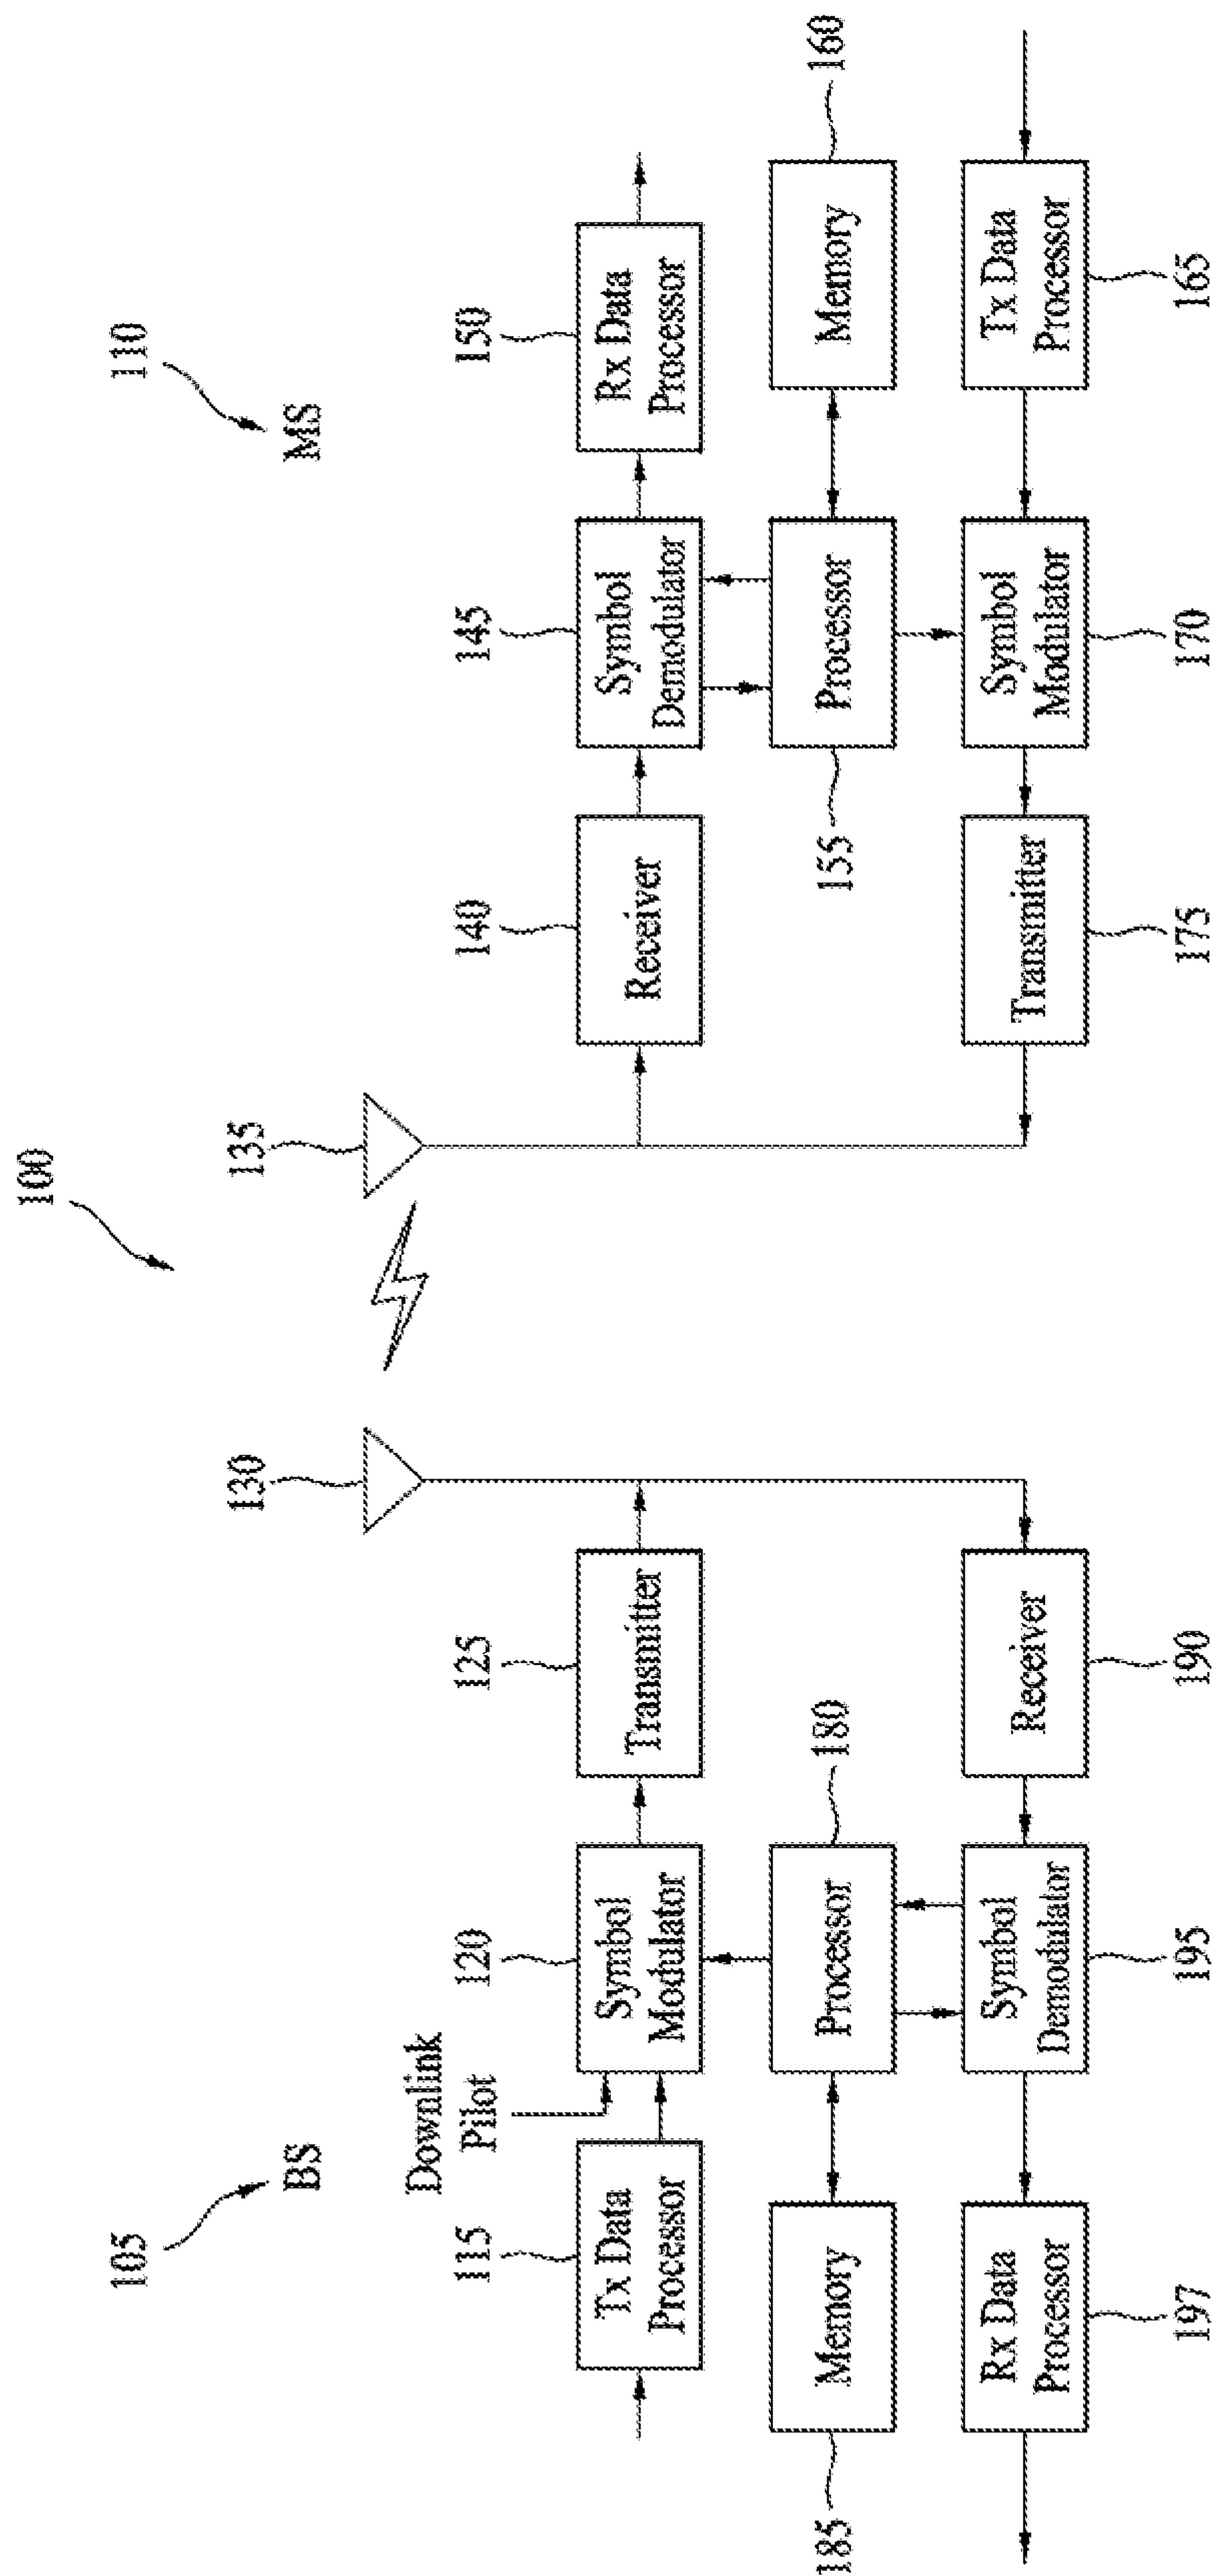 100
105
BS
110
MS
130
135
Downlink
Pilot
115
Tx Data
Processor
120
Symbol
Modulator
125
Transmitter
140
Receiver
145
Symbol
Demodulator
150
Rx Data
Processor
185
Memory
180
Processor
155
Processor
160
Memory
197
Rx Data
Processor
195
Symbol
Demodulator
190
Receiver
175
Transmitter
170
Symbol
Modulator
165
Tx Data
Processor